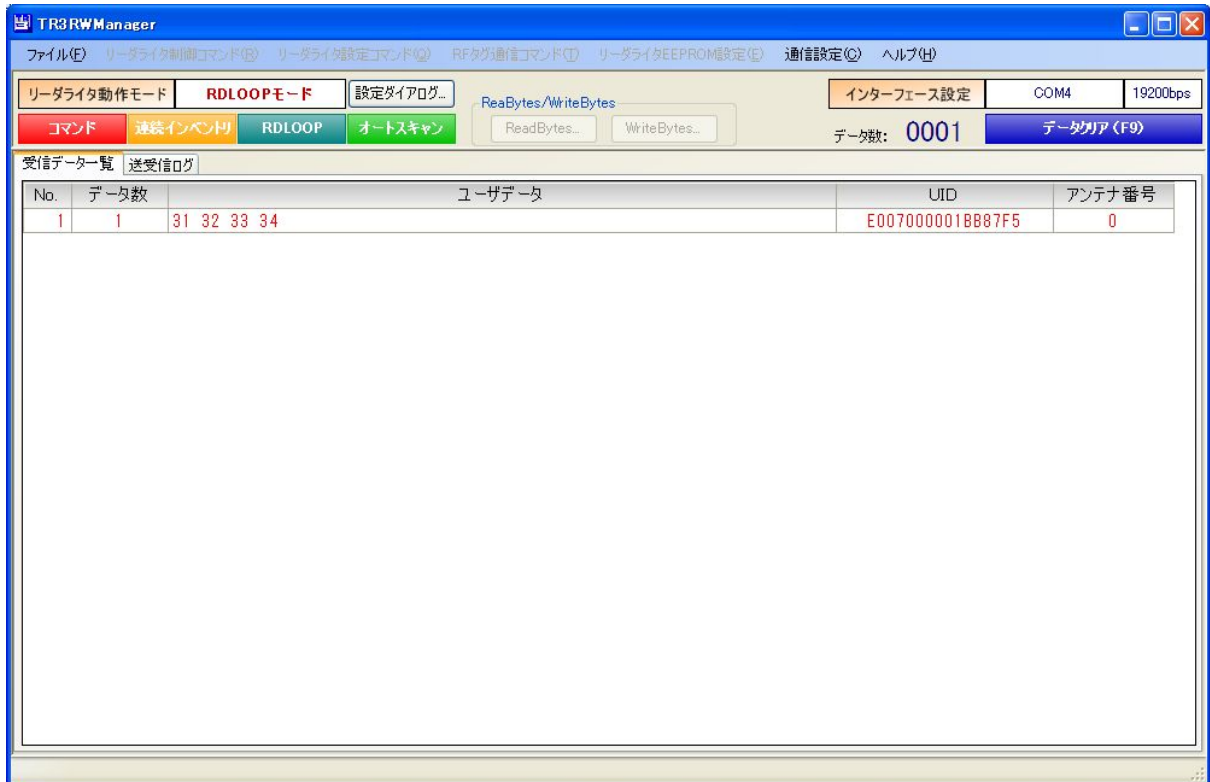 TR3RWManager
ファイル(F) リーダライタ制御コマンド(R) リーダライタ設定コマンド(Q) RFタグ通信コマンド(T) リーダライタEEPROM設定(E) 通信設定(C) ヘルプ(H)
リーダライタ動作モード RDLOOPモード 設定ダイアログ... ReaBytes/WriteBytes インターフェース設定 COM4 19200bps
コマンド 連続インベントリ RDLOOP オートスキャン ReadBytes... WriteBytes... データ数: 0001 データクリア(F9)
受信データ一覧 送受信ログ
No. データ数 ユーザデータ UID アンテナ番号
1 1 31 32 33 34 E007000001BB87F5 0